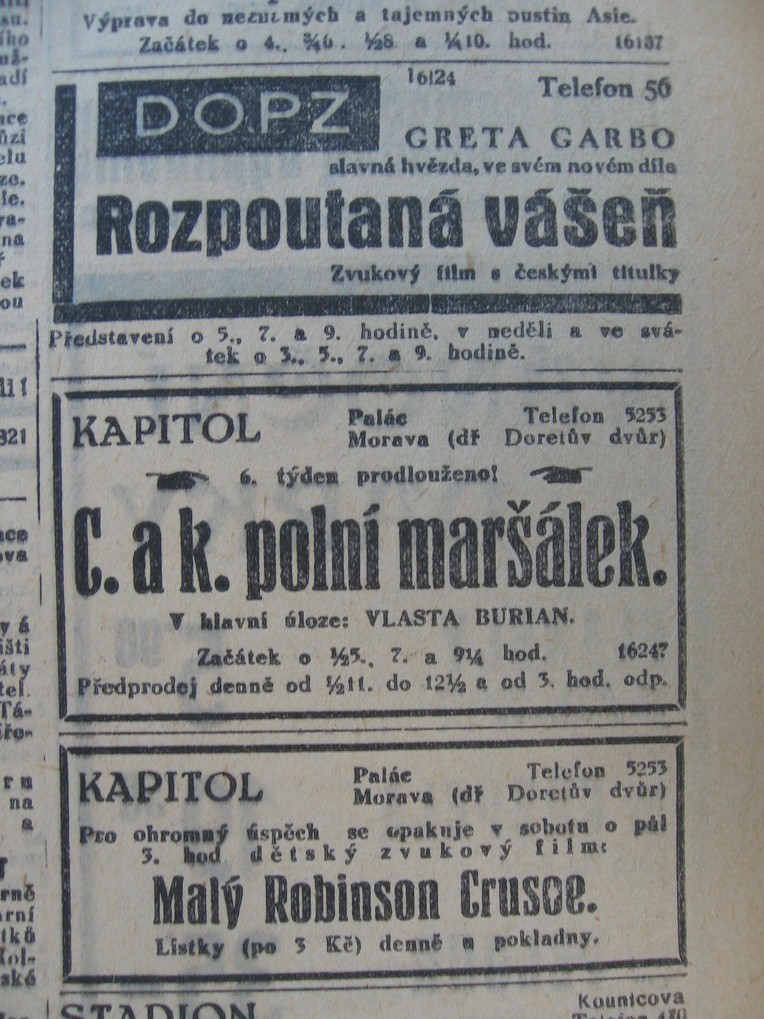 Výprava do neznámých a tajemných pustin Asie.
Začátek o 4., ¾6. ½8 a ¼10. hod. 16137
DOPZ 16124 Telefon 56
GRETA GARBO
slavná hvězda, ve svém novém díle
Rozpoutaná vášeň
Zvukový film s českými titulky
Představení o 5., 7. a 9. hodině, v neděli a ve svá-
tek o 3., 5., 7. a 9. hodině.
KAPITOL Palác Telefon 5253
Morava (dř Doretův dvůr)
6. týden prodlouženo!
C. a k. polní maršálek.
V hlavní úloze: VLASTA BURIAN.
Začátek o ½5., 7. a 9¼ hod. 16247
Předprodej denně od ½11. do 12½ a od 3. hod. odp.
KAPITOL Palác Telefon 5253
Morava (dř Doretův dvůr)
Pro ohromný úspěch se opakuje v sobotu o půl
3. hod dětský zvukový film:
Malý Robinson Crusoe.
Lístky (po 3 Kč) denně u pokladny.
STADION Kounicova
Telefon